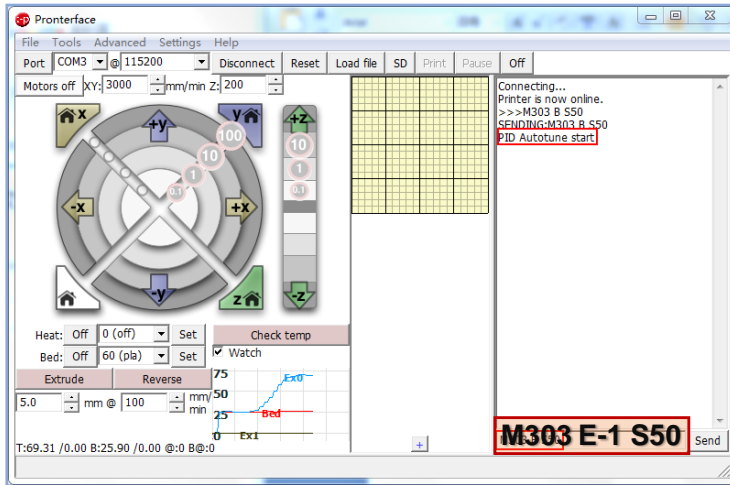 Pronterface
File Tools Advanced Settings Help
Port COM3 @ 115200 Disconnect Reset Load file SD Print Pause Off
Motors off XY: 3000 mm/min Z: 200
x +y y 100 +z
10 10
1 1
0.1 0.1
-x +x
-y z -z
Heat: Off 0 (off) Set Check temp
Bed: Off 60 (pla) Set Watch
Extrude Reverse
5.0 mm @ 100 mm/
min
75 Ex0
50
25 Bed
0 Ex1
T:69.31 /0.00 B:25.90 /0.00 @:0 B@:0
+
Connecting...
Printer is now online.
>>>M303 B S50
SENDING:M303 B S50
PID Autotune start
M303 E-1 S50
Send